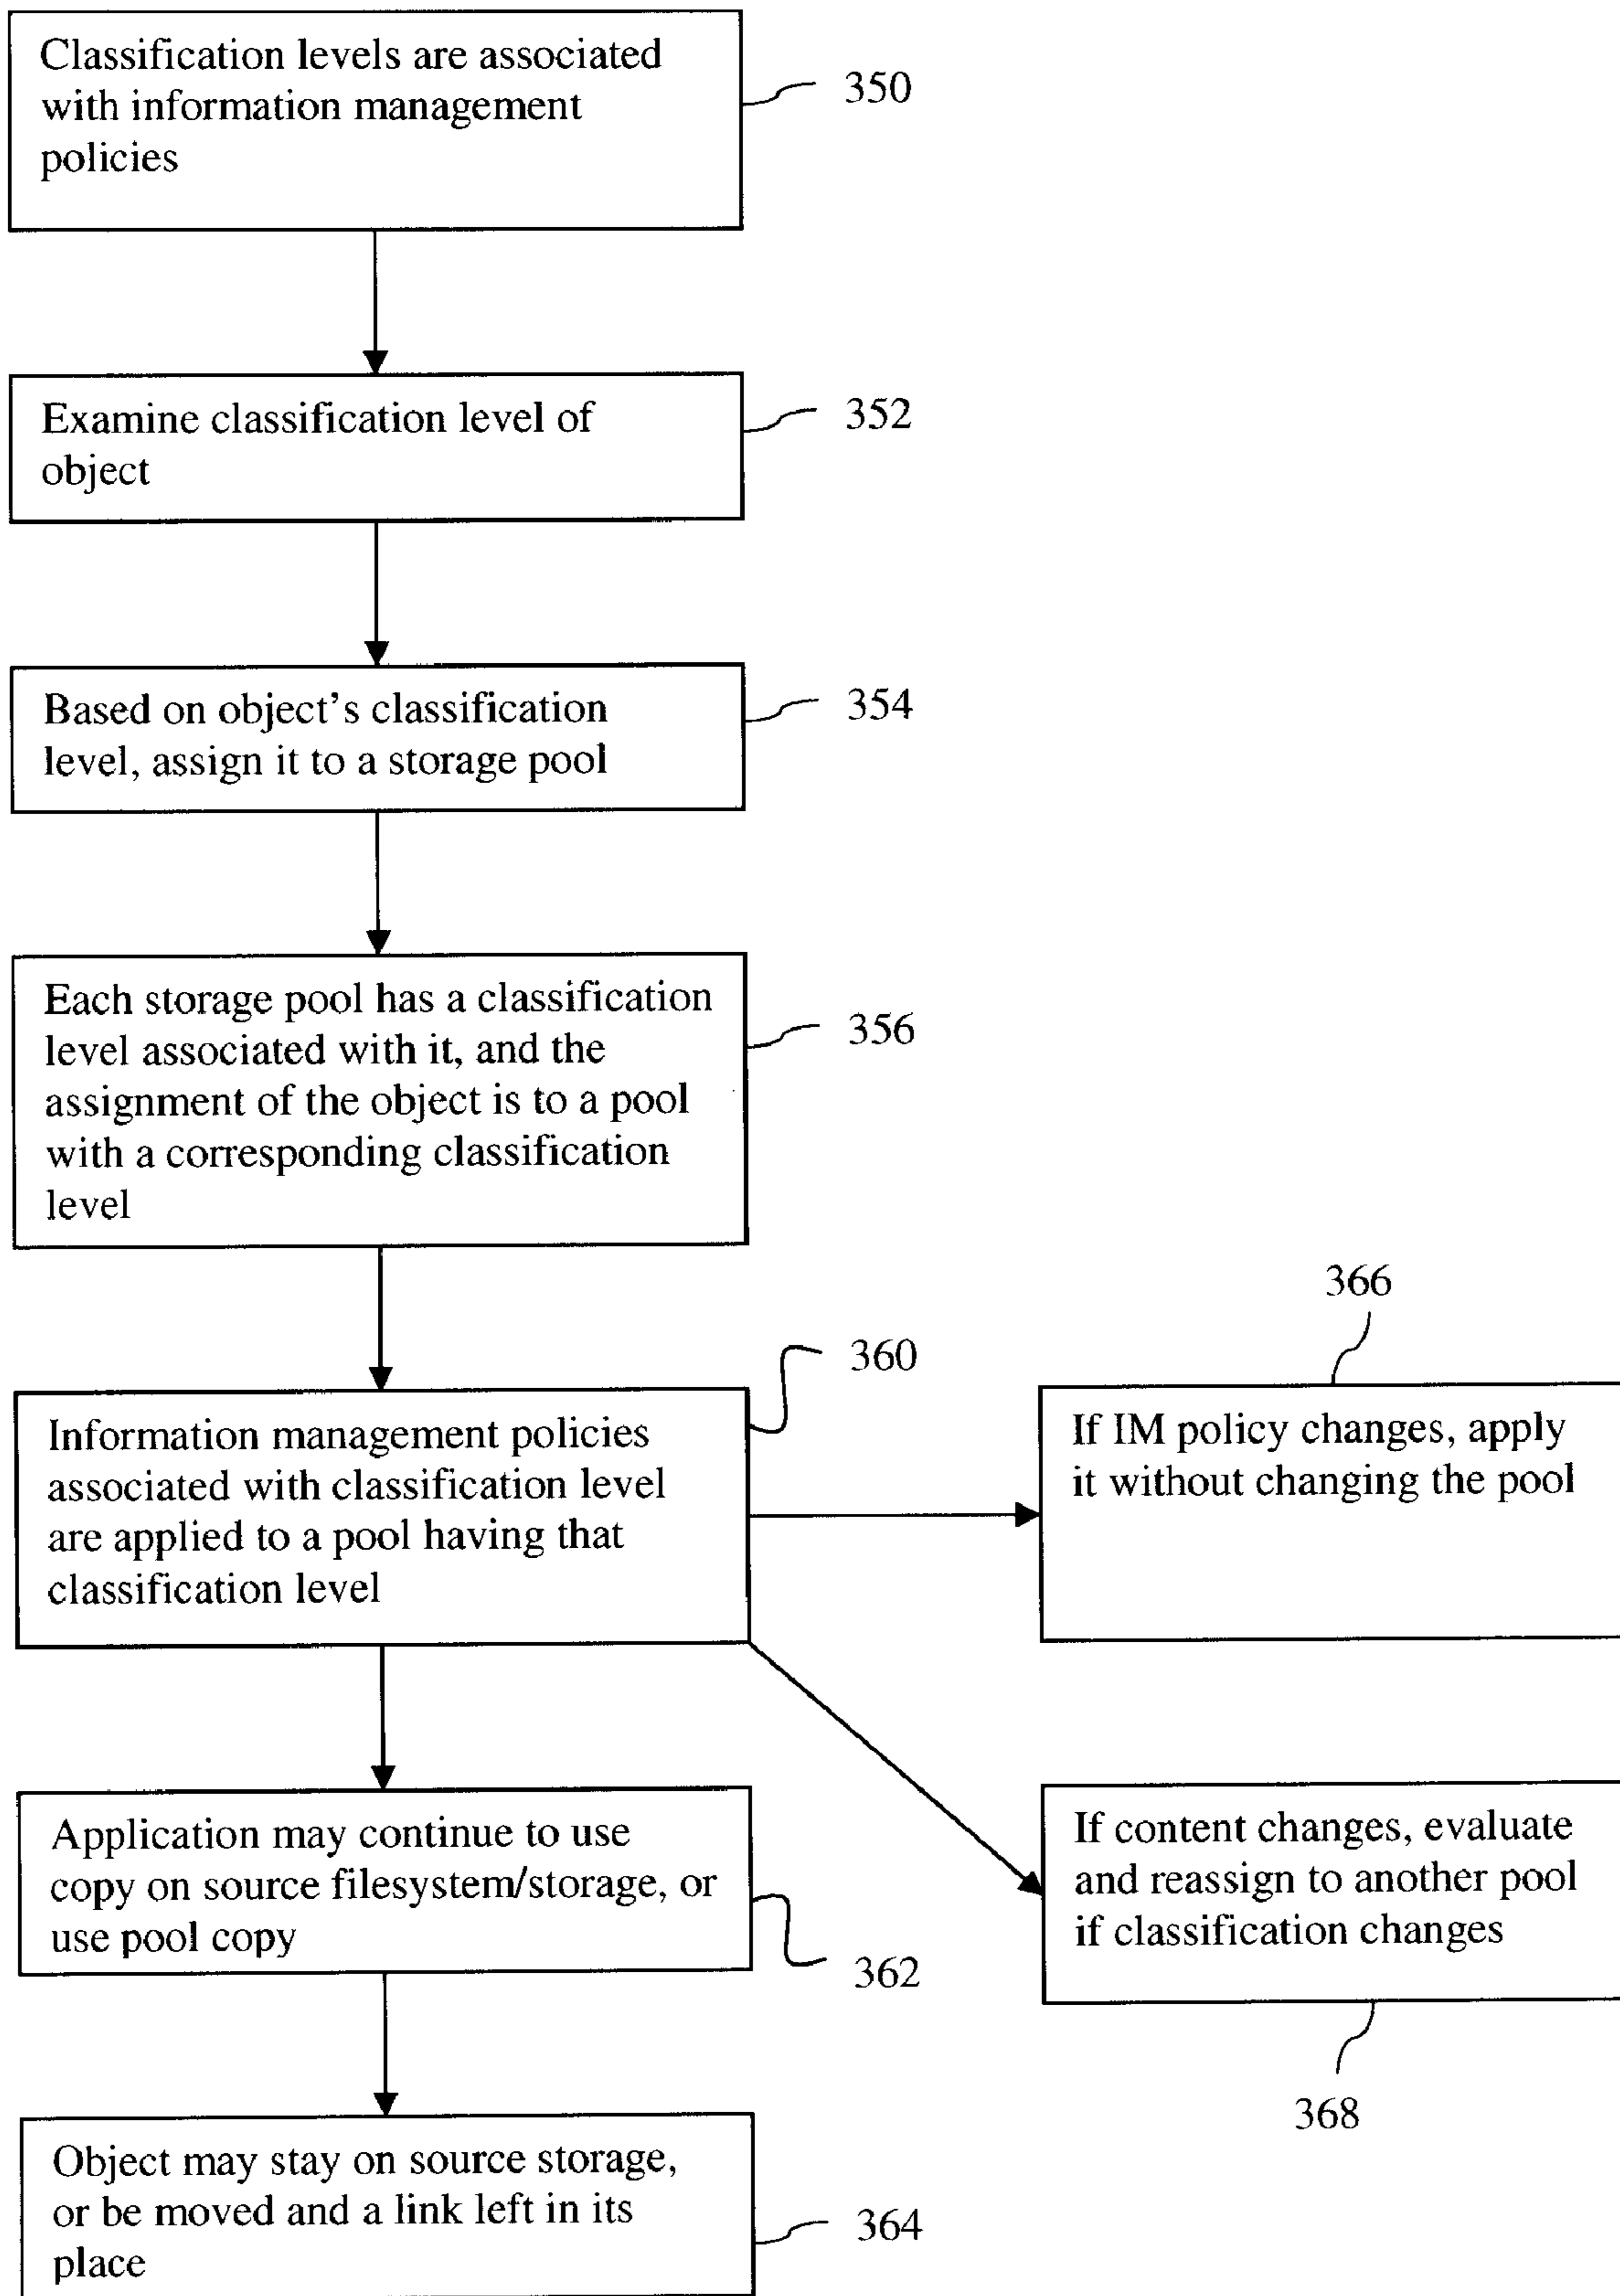 Classification levels are associated
with information management
policies
350
Examine classification level of
object
352
Based on object's classification
level, assign it to a storage pool
354
Each storage pool has a classification
level associated with it, and the
assignment of the object is to a pool
with a corresponding classification
level
356
Information management policies
associated with classification level
are applied to a pool having that
classification level
360
366
If IM policy changes, apply
it without changing the pool
Application may continue to use
copy on source filesystem/storage, or
use pool copy
362
If content changes, evaluate
and reassign to another pool
if classification changes
368
Object may stay on source storage,
or be moved and a link left in its
place
364